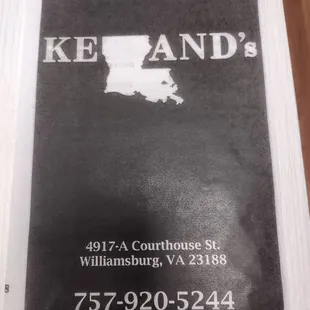 KE AND's
4917-A Courthouse St.
Williamsburg, VA 23188
757-920-5244